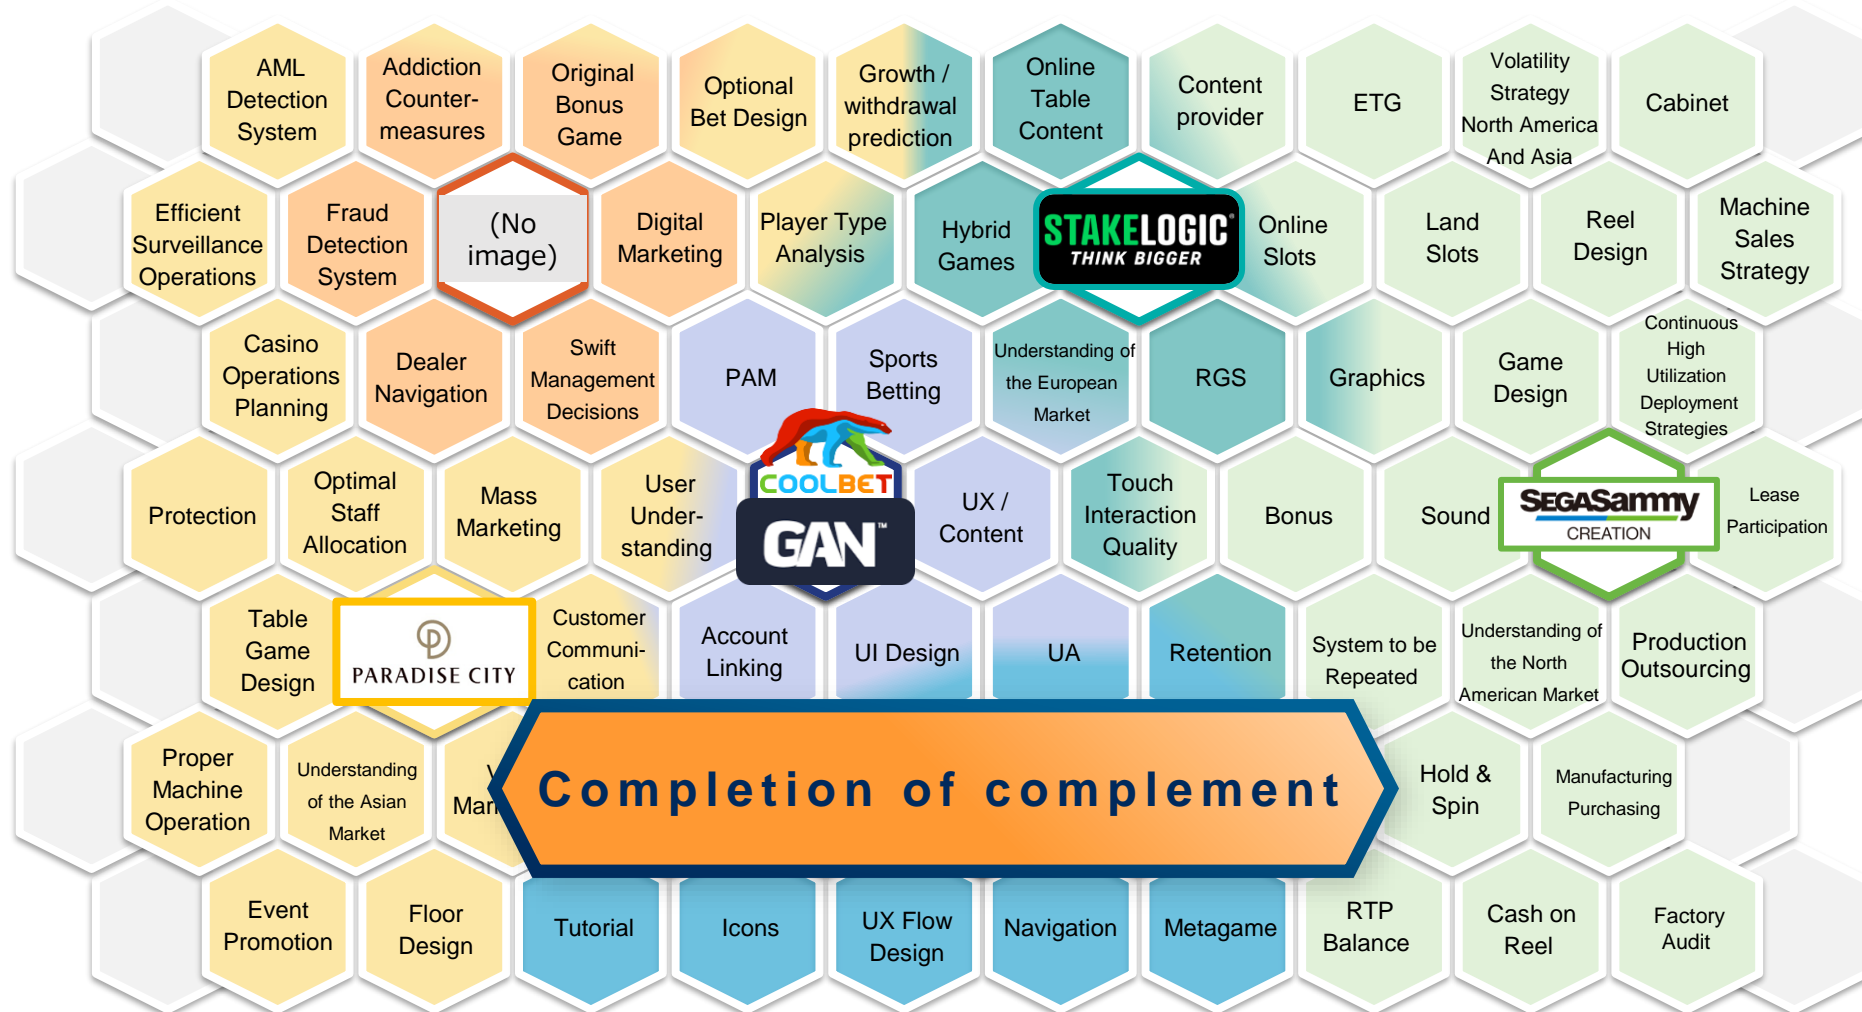 AML
Detection
System
Addiction
Counter-
measures
Original
Bonus
Game
Optional
Bet Design
Growth /
withdrawal
prediction
Online
Table
Content
Content
provider
ETG
Volatility
Strategy
North America
And Asia
Cabinet
Efficient
Surveillance
Operations
Fraud
Detection
System
(No
image)
Digital
Marketing
Player Type
Analysis
Hybrid
Games
STAKELOGIC®
THINK BIGGER
Online
Slots
Land
Slots
Reel
Design
Machine
Sales
Strategy
Casino
Operations
Planning
Dealer
Navigation
Swift
Management
Decisions
PAM
Sports
Betting
Understanding of
the European
Market
RGS
Graphics
Game
Design
Continuous
High
Utilization
Deployment
Strategies
Protection
Optimal
Staff
Allocation
Mass
Marketing
User
Under-
standing
COOLBET
GAN™
UX /
Content
Touch
Interaction
Quality
Bonus
Sound
SEGASammy
CREATION
Lease
Participation
Table
Game
Design
PARADISE CITY
Customer
Communi-
cation
Account
Linking
UI Design
UA
Retention
System to be
Repeated
Understanding of
the North
American Market
Production
Outsourcing
Proper
Machine
Operation
Understanding
of the Asian
Market
Completion of complement
Hold &
Spin
Manufacturing
Purchasing
Event
Promotion
Floor
Design
Tutorial
Icons
UX Flow
Design
Navigation
Metagame
RTP
Balance
Cash on
Reel
Factory
Audit